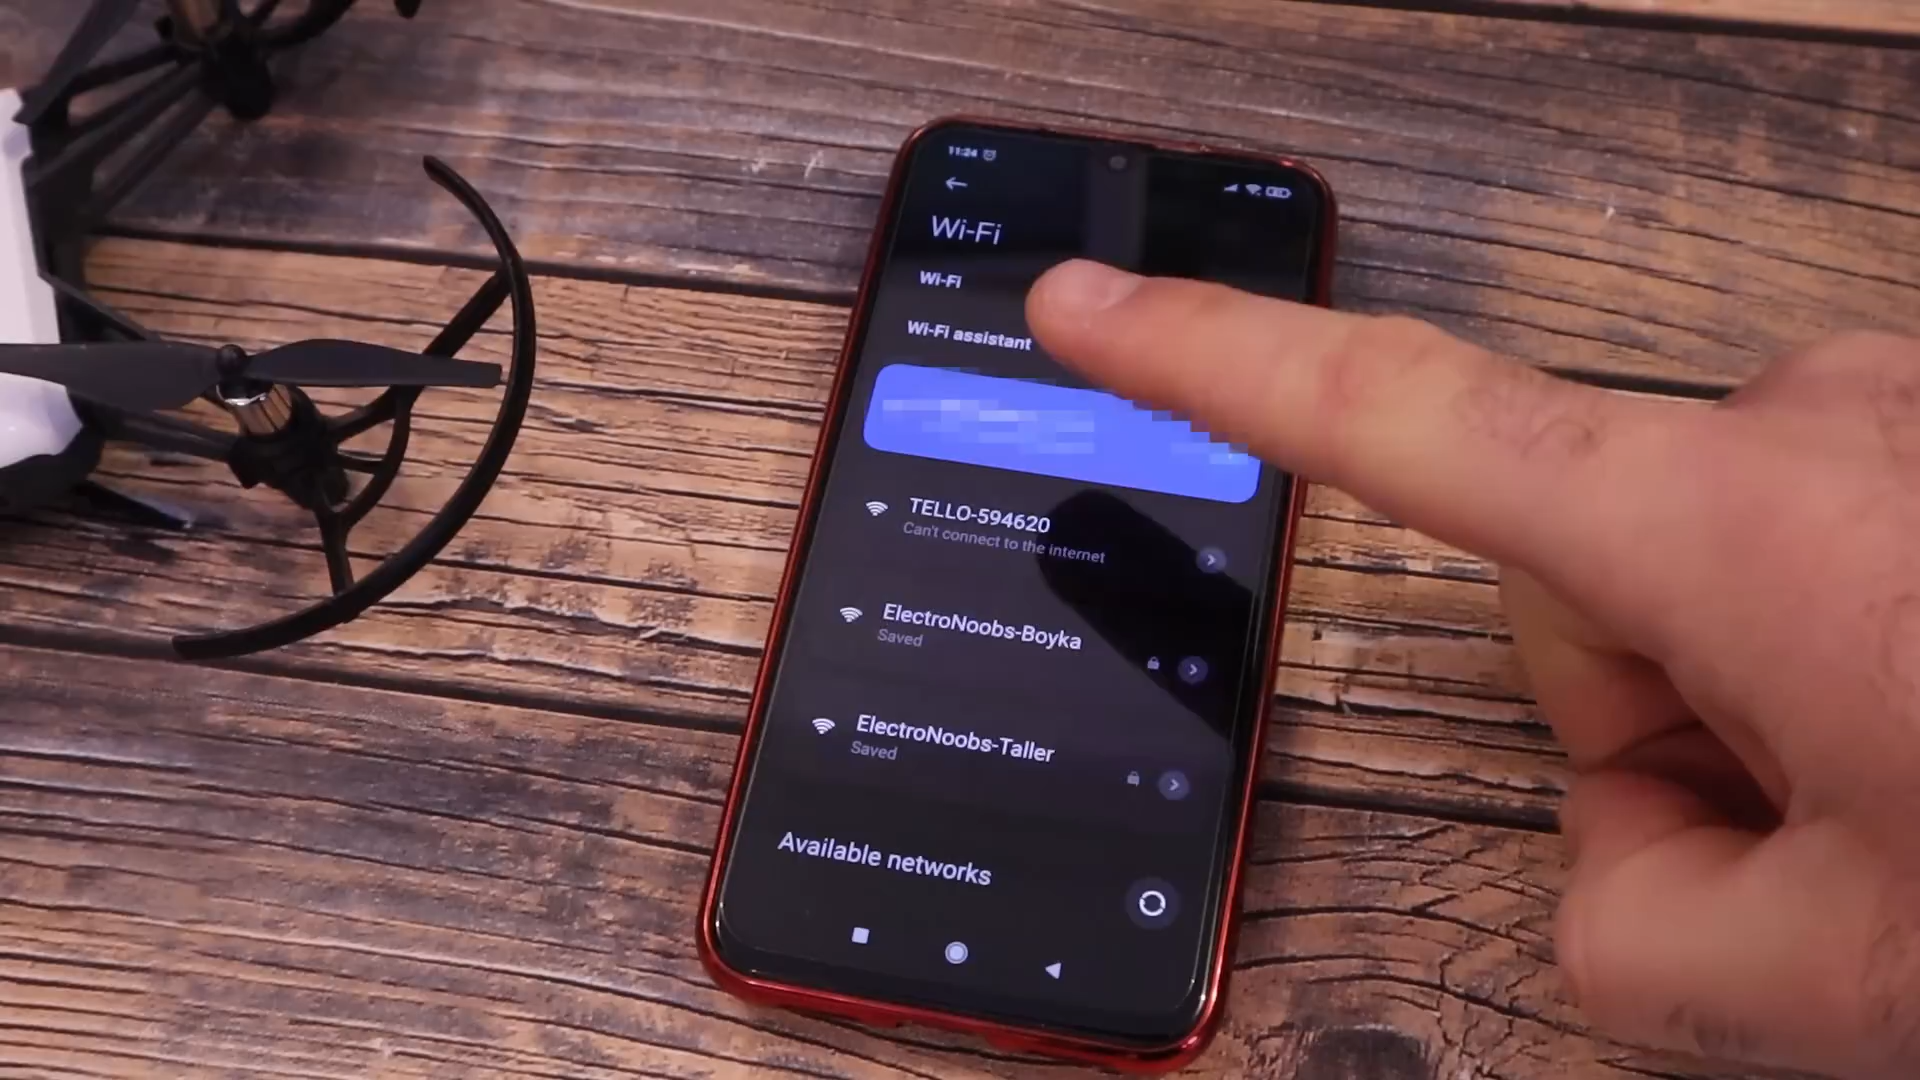 11:24
Wi-Fi
Wi-Fi
Wi-Fi assistant
TELLO-594620
Can't connect to the internet
ElectroNoobs-Boyka
Saved
ElectroNoobs-Taller
Saved
Available networks